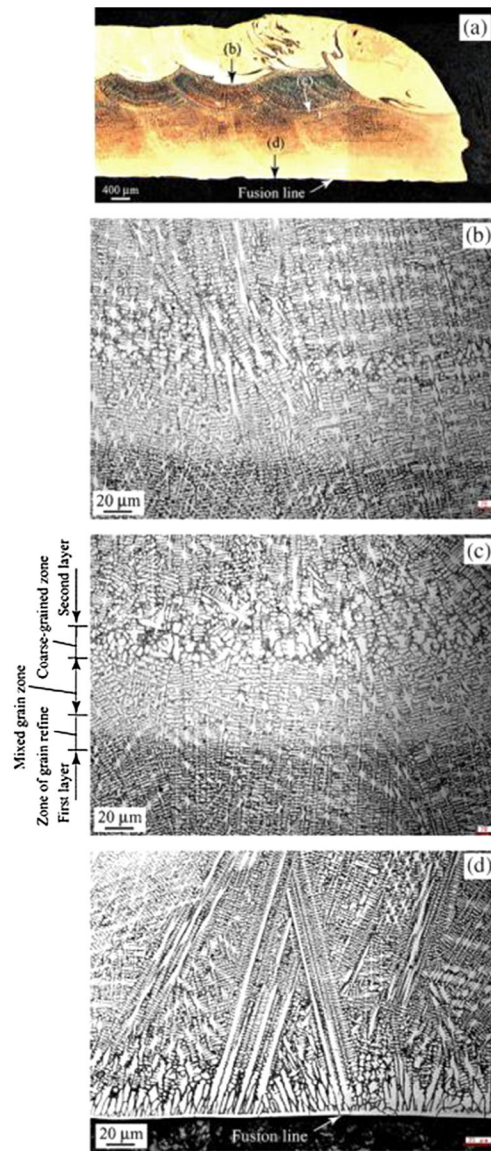 (a)
(b)
(c)
(d)
400 μm
Fusion line
(b)
20 μm
(c)
Second layer
Coarse-grained zone
Mixed grain zone
Zone of grain refine
First layer
20 μm
(d)
20 μm
Fusion line